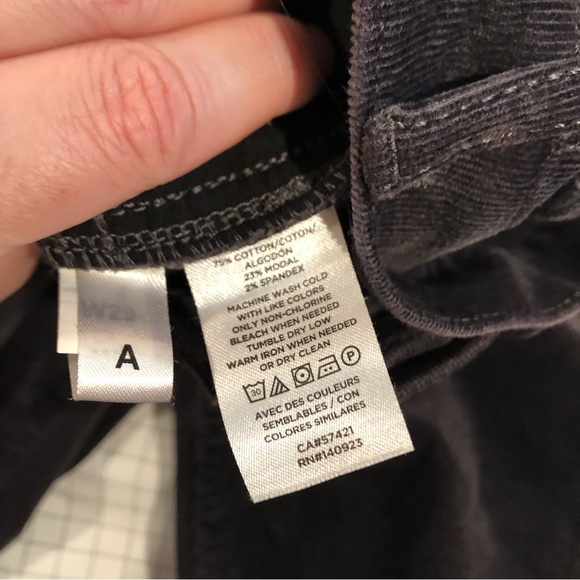 75% COTTON/COTON/
ALGODÓN
23% MODAL
2% SPANDEX
MACHINE WASH COLD
WITH LIKE COLORS
ONLY NON-CHLORINE
BLEACH WHEN NEEDED
TUMBLE DRY LOW
WARM IRON WHEN NEEDED
OR DRY CLEAN
30 P
AVEC DES COULEURS
SEMBLABLES / CON
COLORES SIMILARES
CA#57421
RN#140923
A